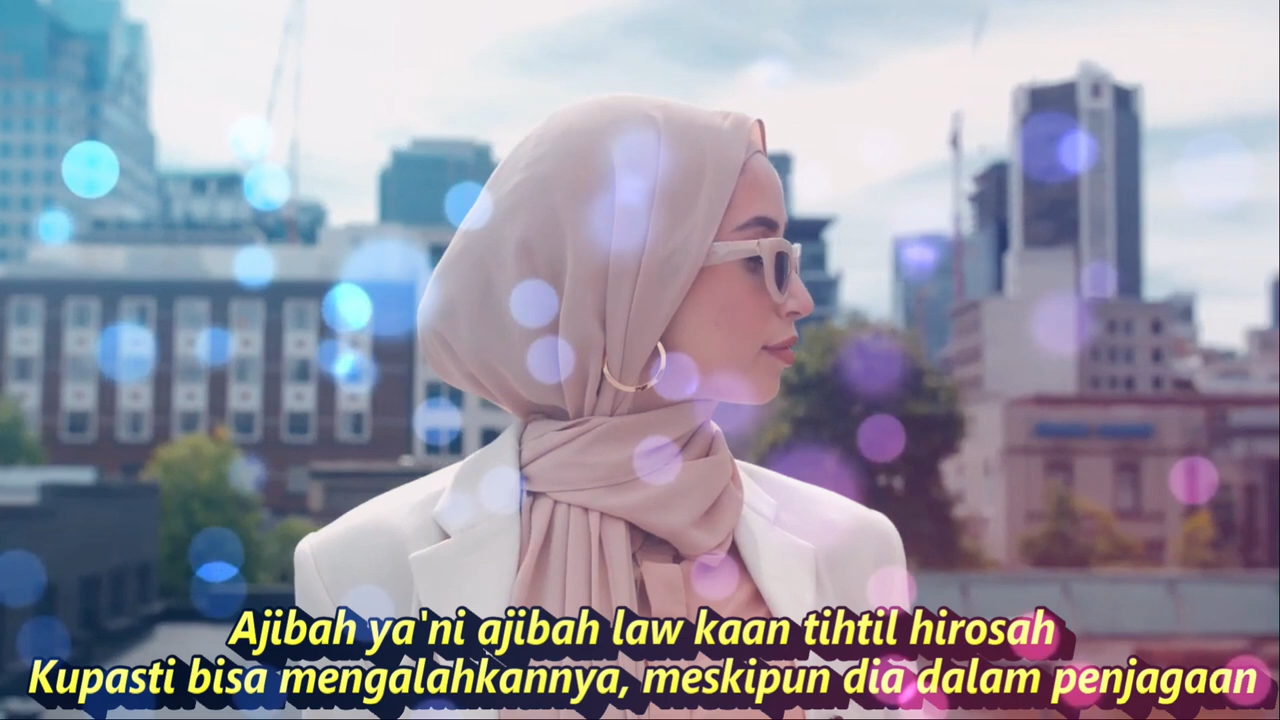 Ajibah ya'ni ajibah law kaan tihtil hirosah
Kupasti bisa mengalahkannya, meskipun dia dalam penjagaan